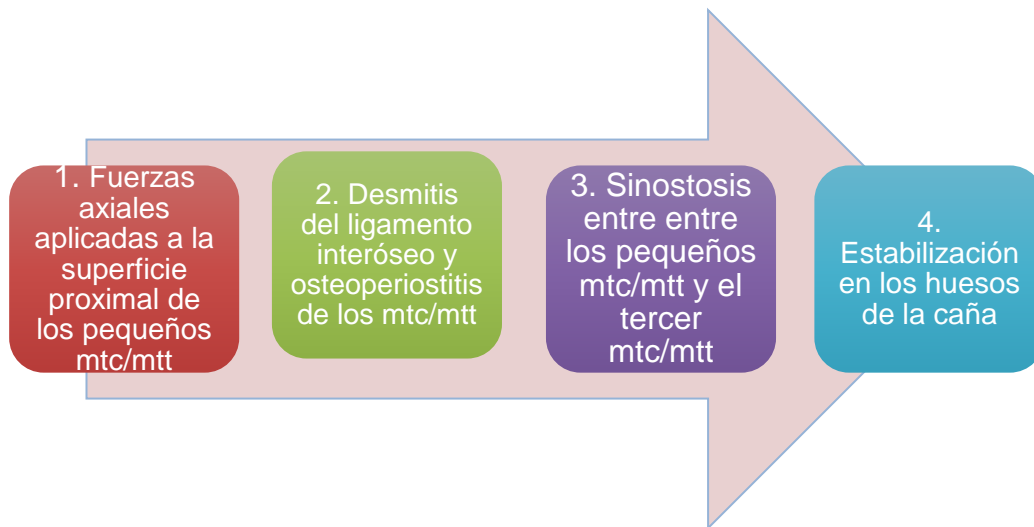 1. Fuerzas
axiales
aplicadas a la
superficie
proximal de
los pequeños
mtc/mtt
2. Desmitis
del ligamento
interóseo y
osteoperiostitis
de los mtc/mtt
3. Sinostosis
entre entre
los pequeños
mtc/mtt y el
tercer
mtc/mtt
4.
Estabilización
en los huesos
de la caña